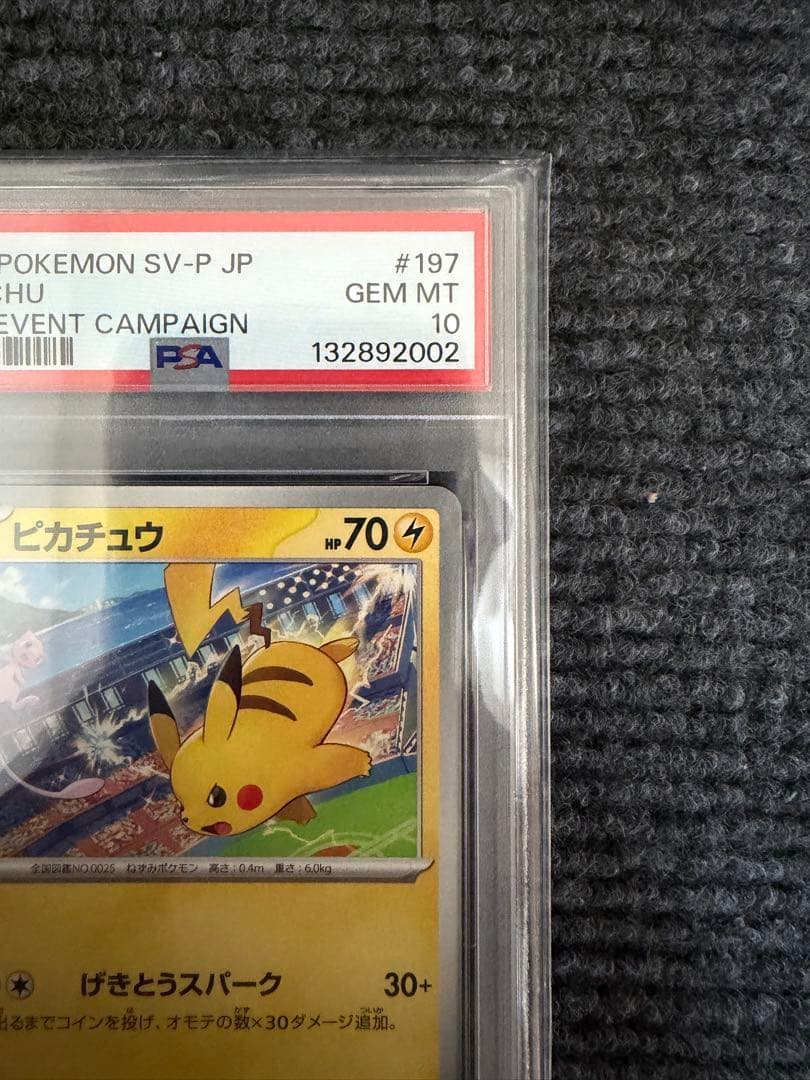 POKEMON SV-P JP #197
CHU GEM MT
EVENT CAMPAIGN 10
PSA 132892002
ピカチュウ HP70
全国図鑑NO.0025 ねずみポケモン 高さ：0.4m 重さ：6.0kg
げきとうスパーク 30+
出るまでコインを投げ、オモテの数×30ダメージ追加。